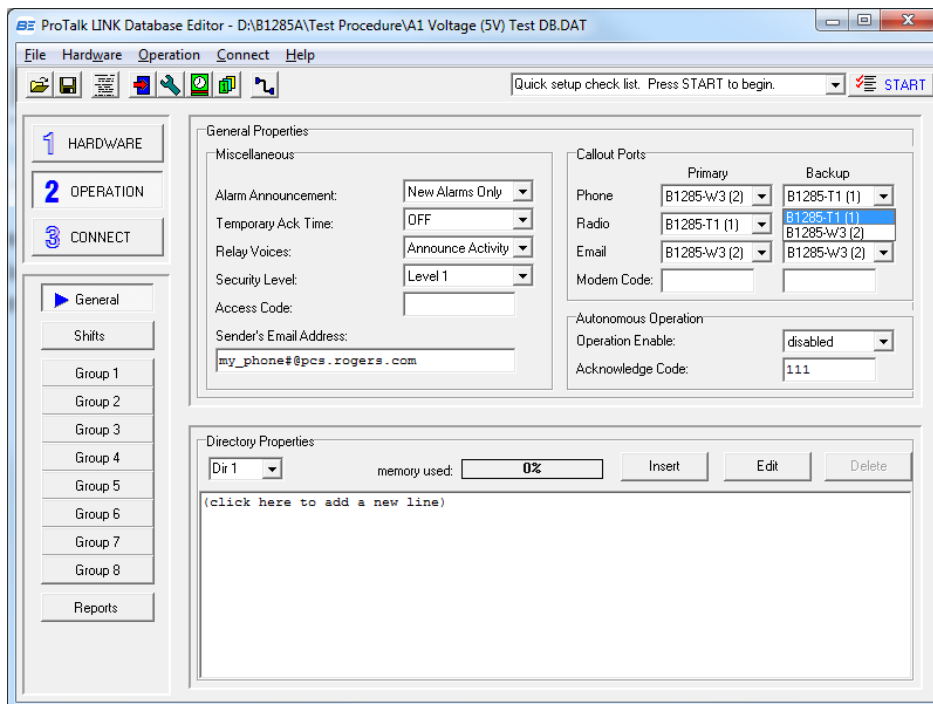 BE ProTalk LINK Database Editor - D:\B1285A\Test Procedure\A1 Voltage (5V) Test DB.DAT
File Hardware Operation Connect Help
Quick setup check list. Press START to begin. START
1 HARDWARE
2 OPERATION
3 CONNECT
General
Shifts
Group 1
Group 2
Group 3
Group 4
Group 5
Group 6
Group 7
Group 8
Reports
General Properties
Miscellaneous
Alarm Announcement: New Alarms Only
Temporary Ack Time: OFF
Relay Voices: Announce Activity
Security Level: Level 1
Access Code:
Sender's Email Address:
my_phone#@pcs.rogers.com
Callout Ports
Primary Backup
Phone B1285-W3 (2) B1285-T1 (1)
Radio B1285-T1 (1) B1285-T1 (1)
B1285-W3 (2)
Email B1285-W3 (2) B1285-W3 (2)
Modem Code:
Autonomous Operation
Operation Enable: disabled
Acknowledge Code: 111
Directory Properties
Dir 1 memory used: 0% Insert Edit Delete
(click here to add a new line)